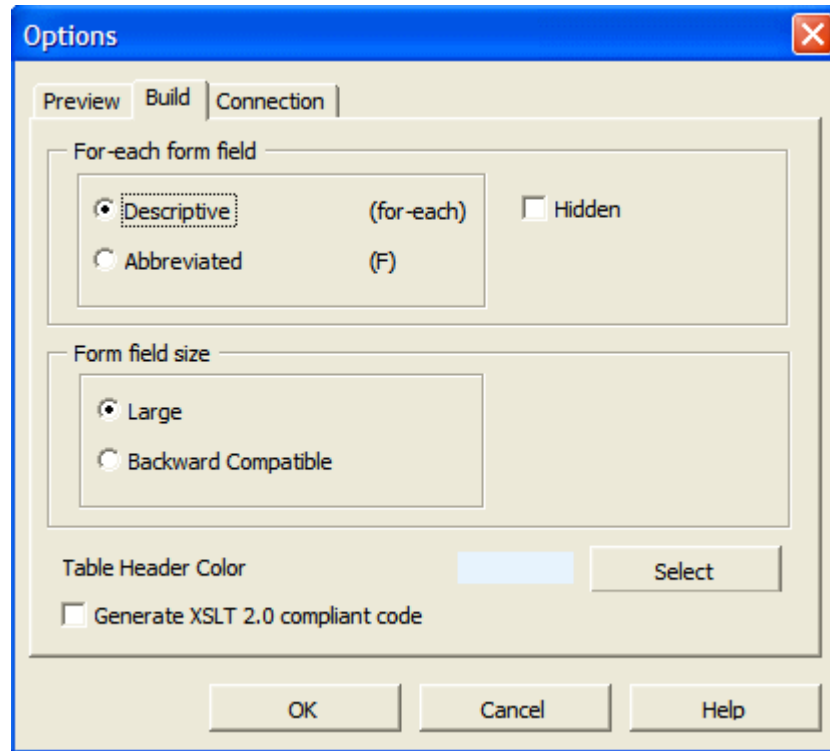 Options
Preview Build Connection
For-each form field
Descriptive (for-each) Hidden
Abbreviated (F)
Form field size
Large
Backward Compatible
Table Header Color Select
Generate XSLT 2.0 compliant code
OK Cancel Help